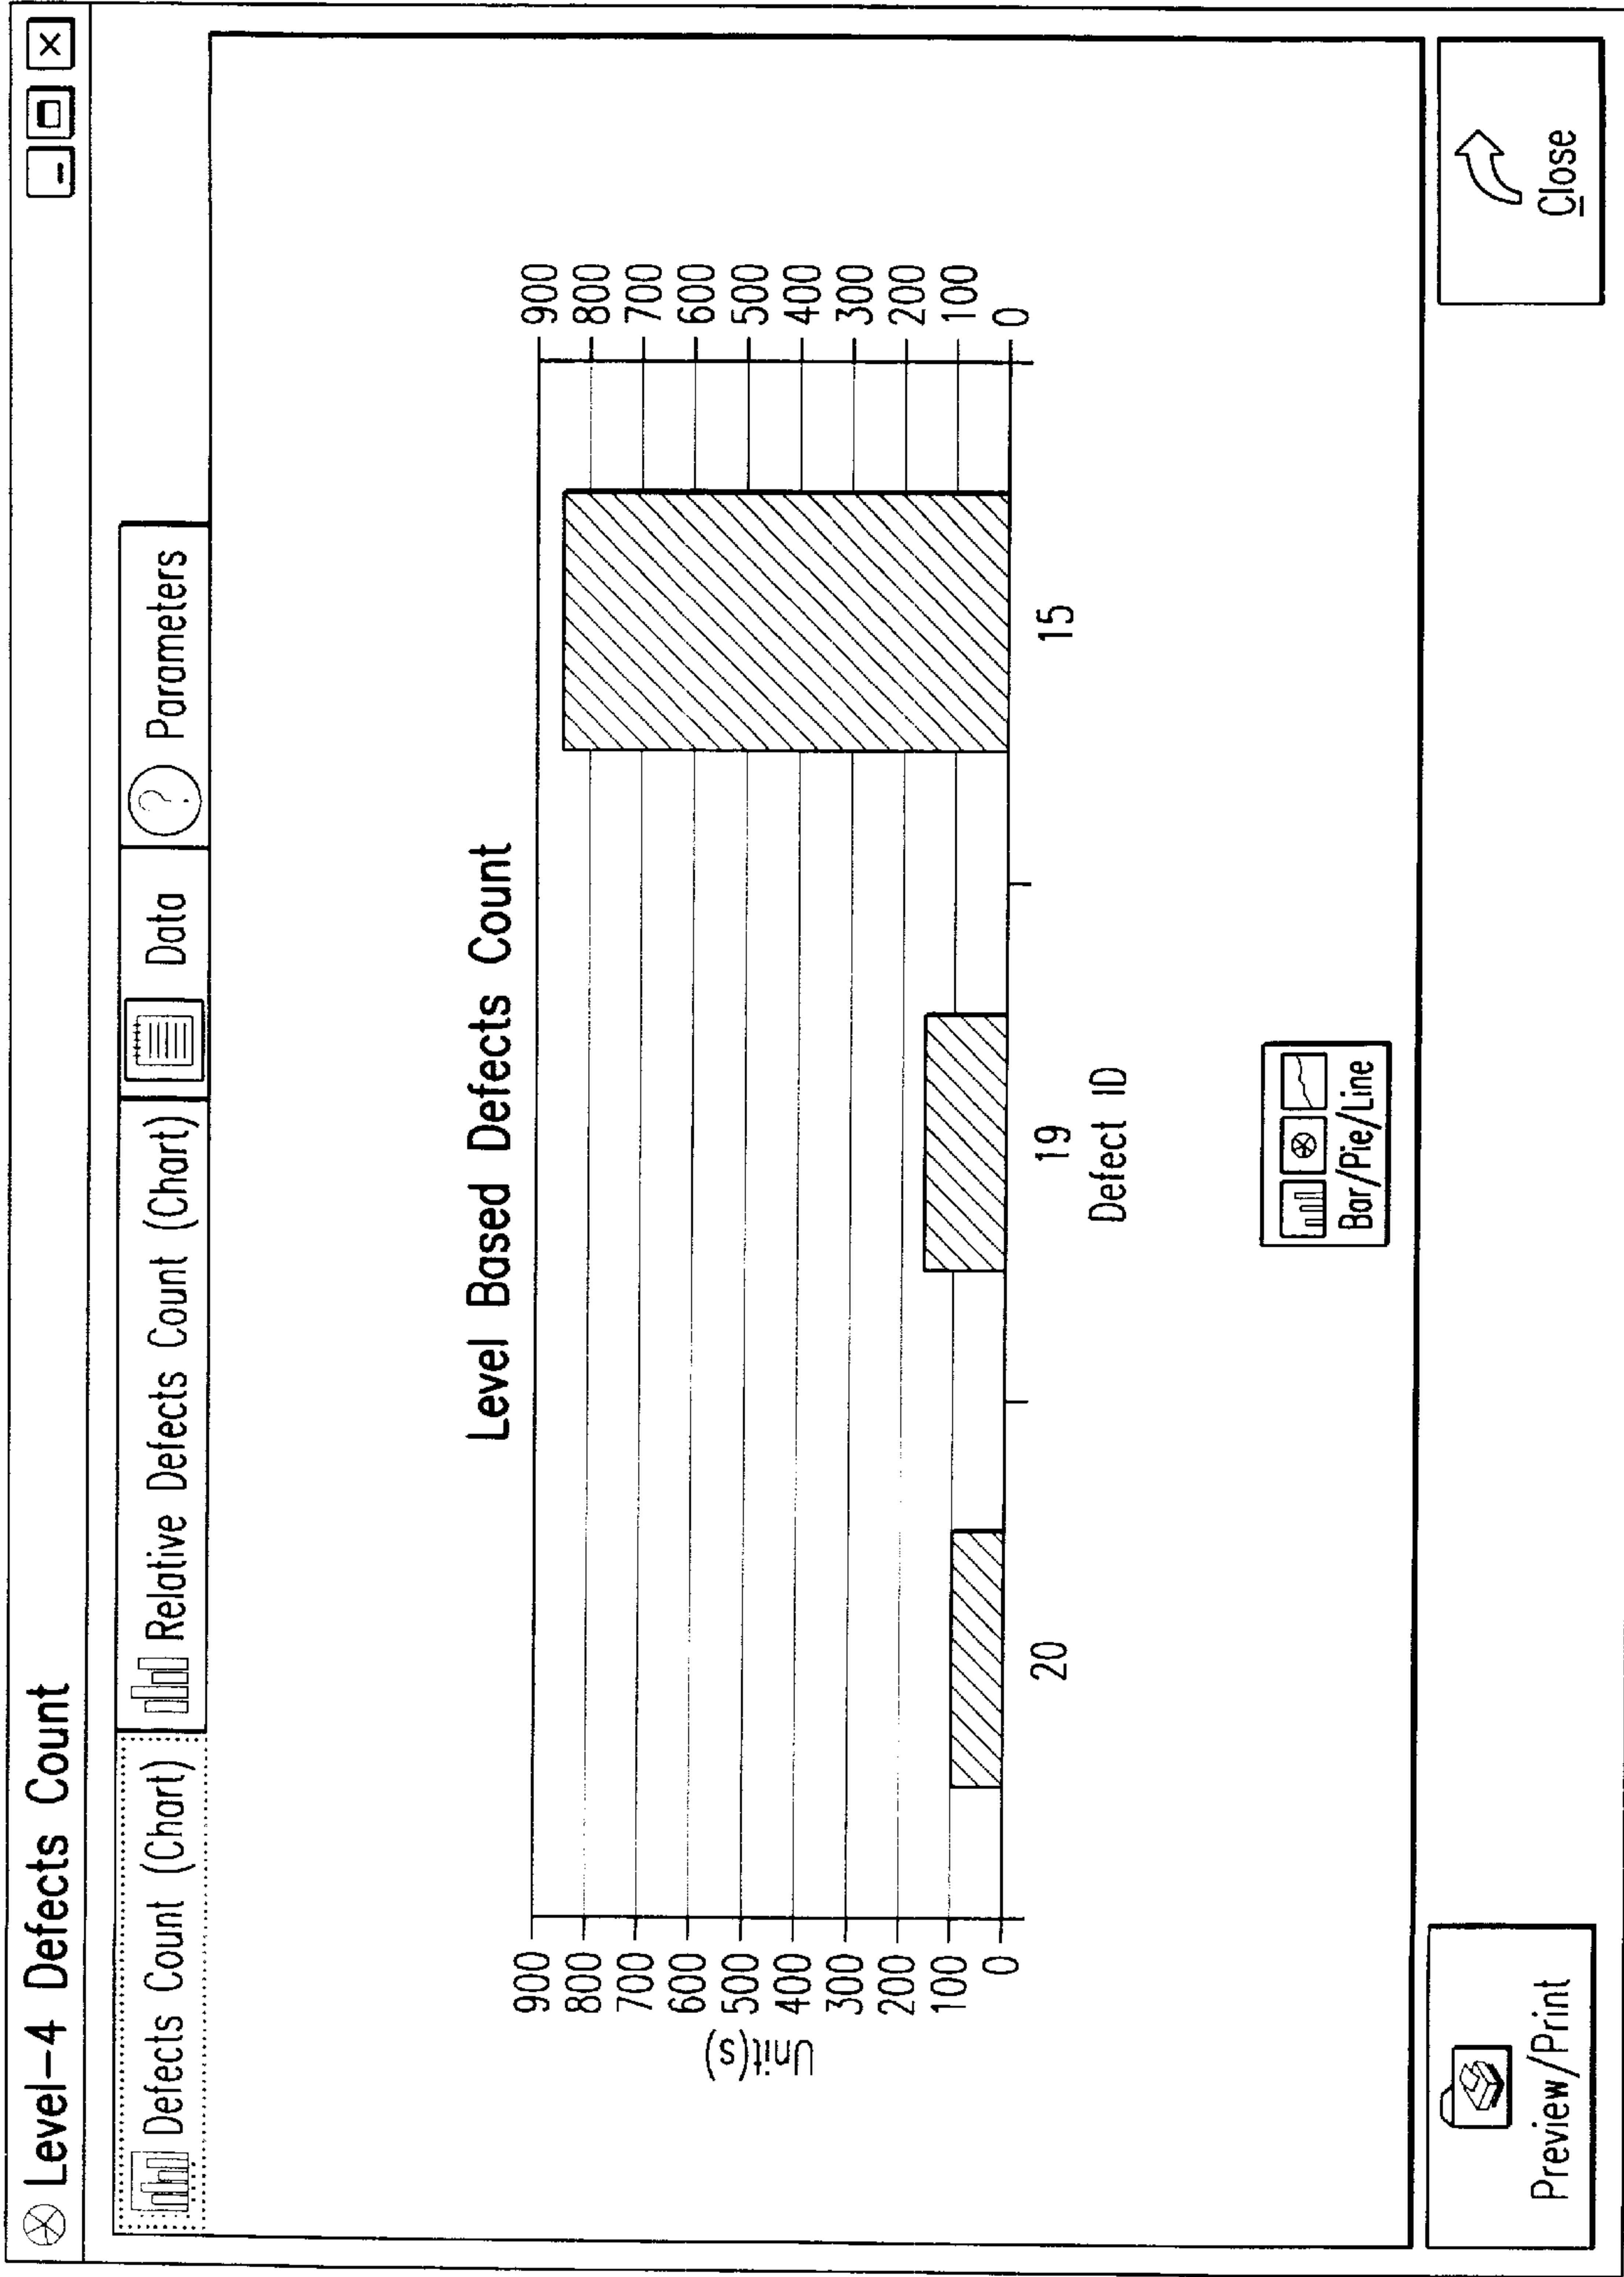 Level-4 Defects Count
Defects Count (Chart)
Relative Defects Count (Chart)
Data
? Parameters
Level Based Defects Count
Unit(s)
900
800
700
600
500
400
300
200
100
0
900
800
700
600
500
400
300
200
100
0
20
19
15
Defect ID
Bar/Pie/Line
Preview/Print
Close